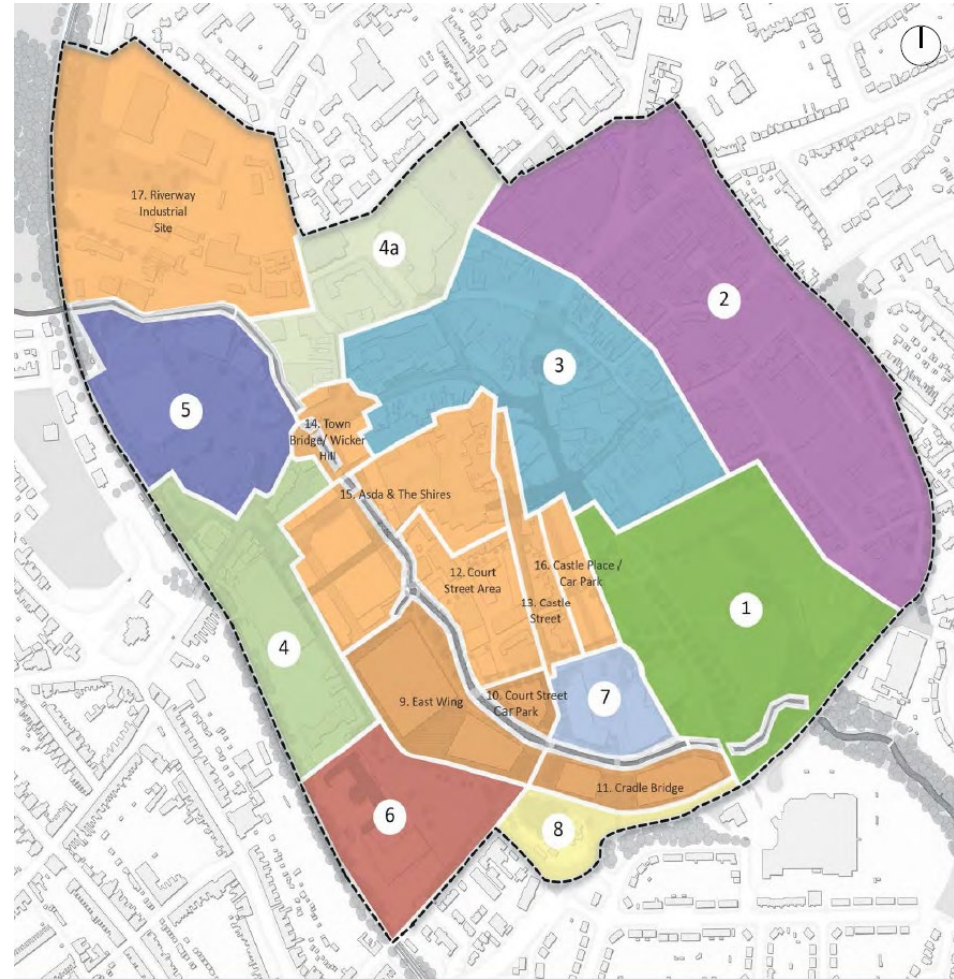 17. Riverway
Industrial
Site
4a
2
3
5
14. Town
Bridge/ Wicker
Hill
15. Asda & The Shires
16. Castle Place /
Car Park
12. Court
Street Area
13. Castle
Street
1
4
7
9. East Wing
10. Court Street
Car Park
11. Cradle Bridge
6
8